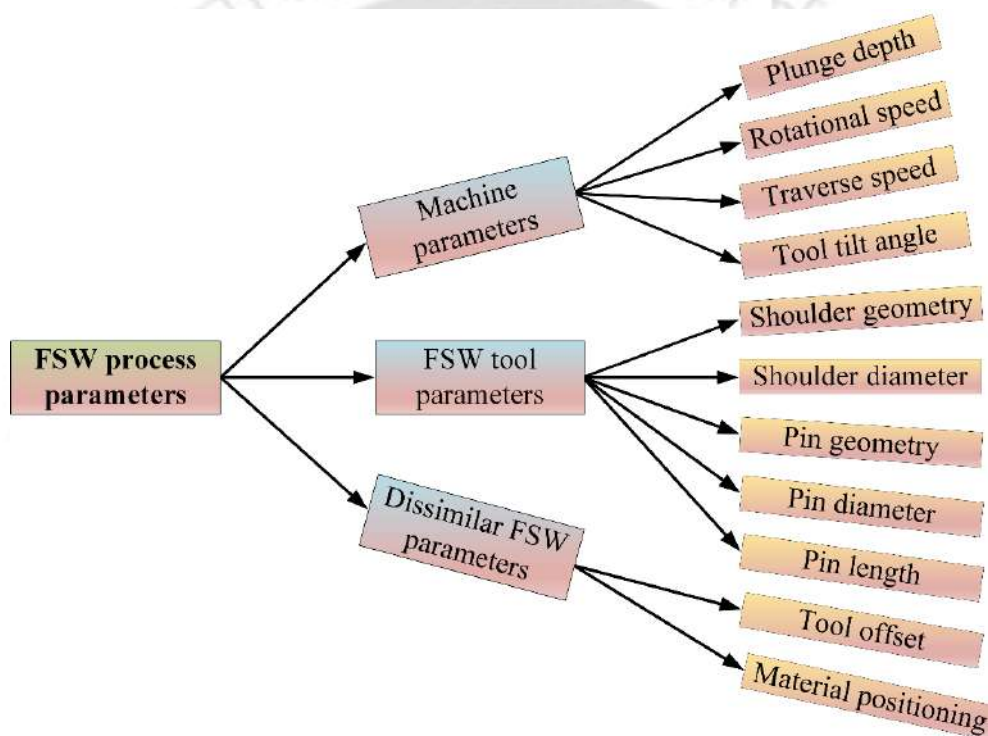 FSW process
parameters
Machine
parameters
FSW tool
parameters
Dissimilar FSW
parameters
Plunge depth
Rotational speed
Traverse speed
Tool tilt angle
Shoulder geometry
Shoulder diameter
Pin geometry
Pin diameter
Pin length
Tool offset
Material positioning